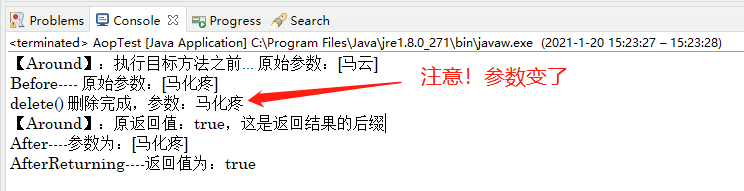 Problems Console Progress Search
<terminated> AopTest [Java Application] C:\Program Files\Java\jre1.8.0_271\bin\javaw.exe (2021-1-20 15:23:27 – 15:23:28)
【Around】：执行目标方法之前... 原始参数：[马云]
Before---- 原始参数：[马化疼]
注意！参数变了
delete() 删除完成，参数：马化疼
【Around】：原返回值：true，这是返回结果的后缀
After----参数为：[马化疼]
AfterReturning----返回值为：true